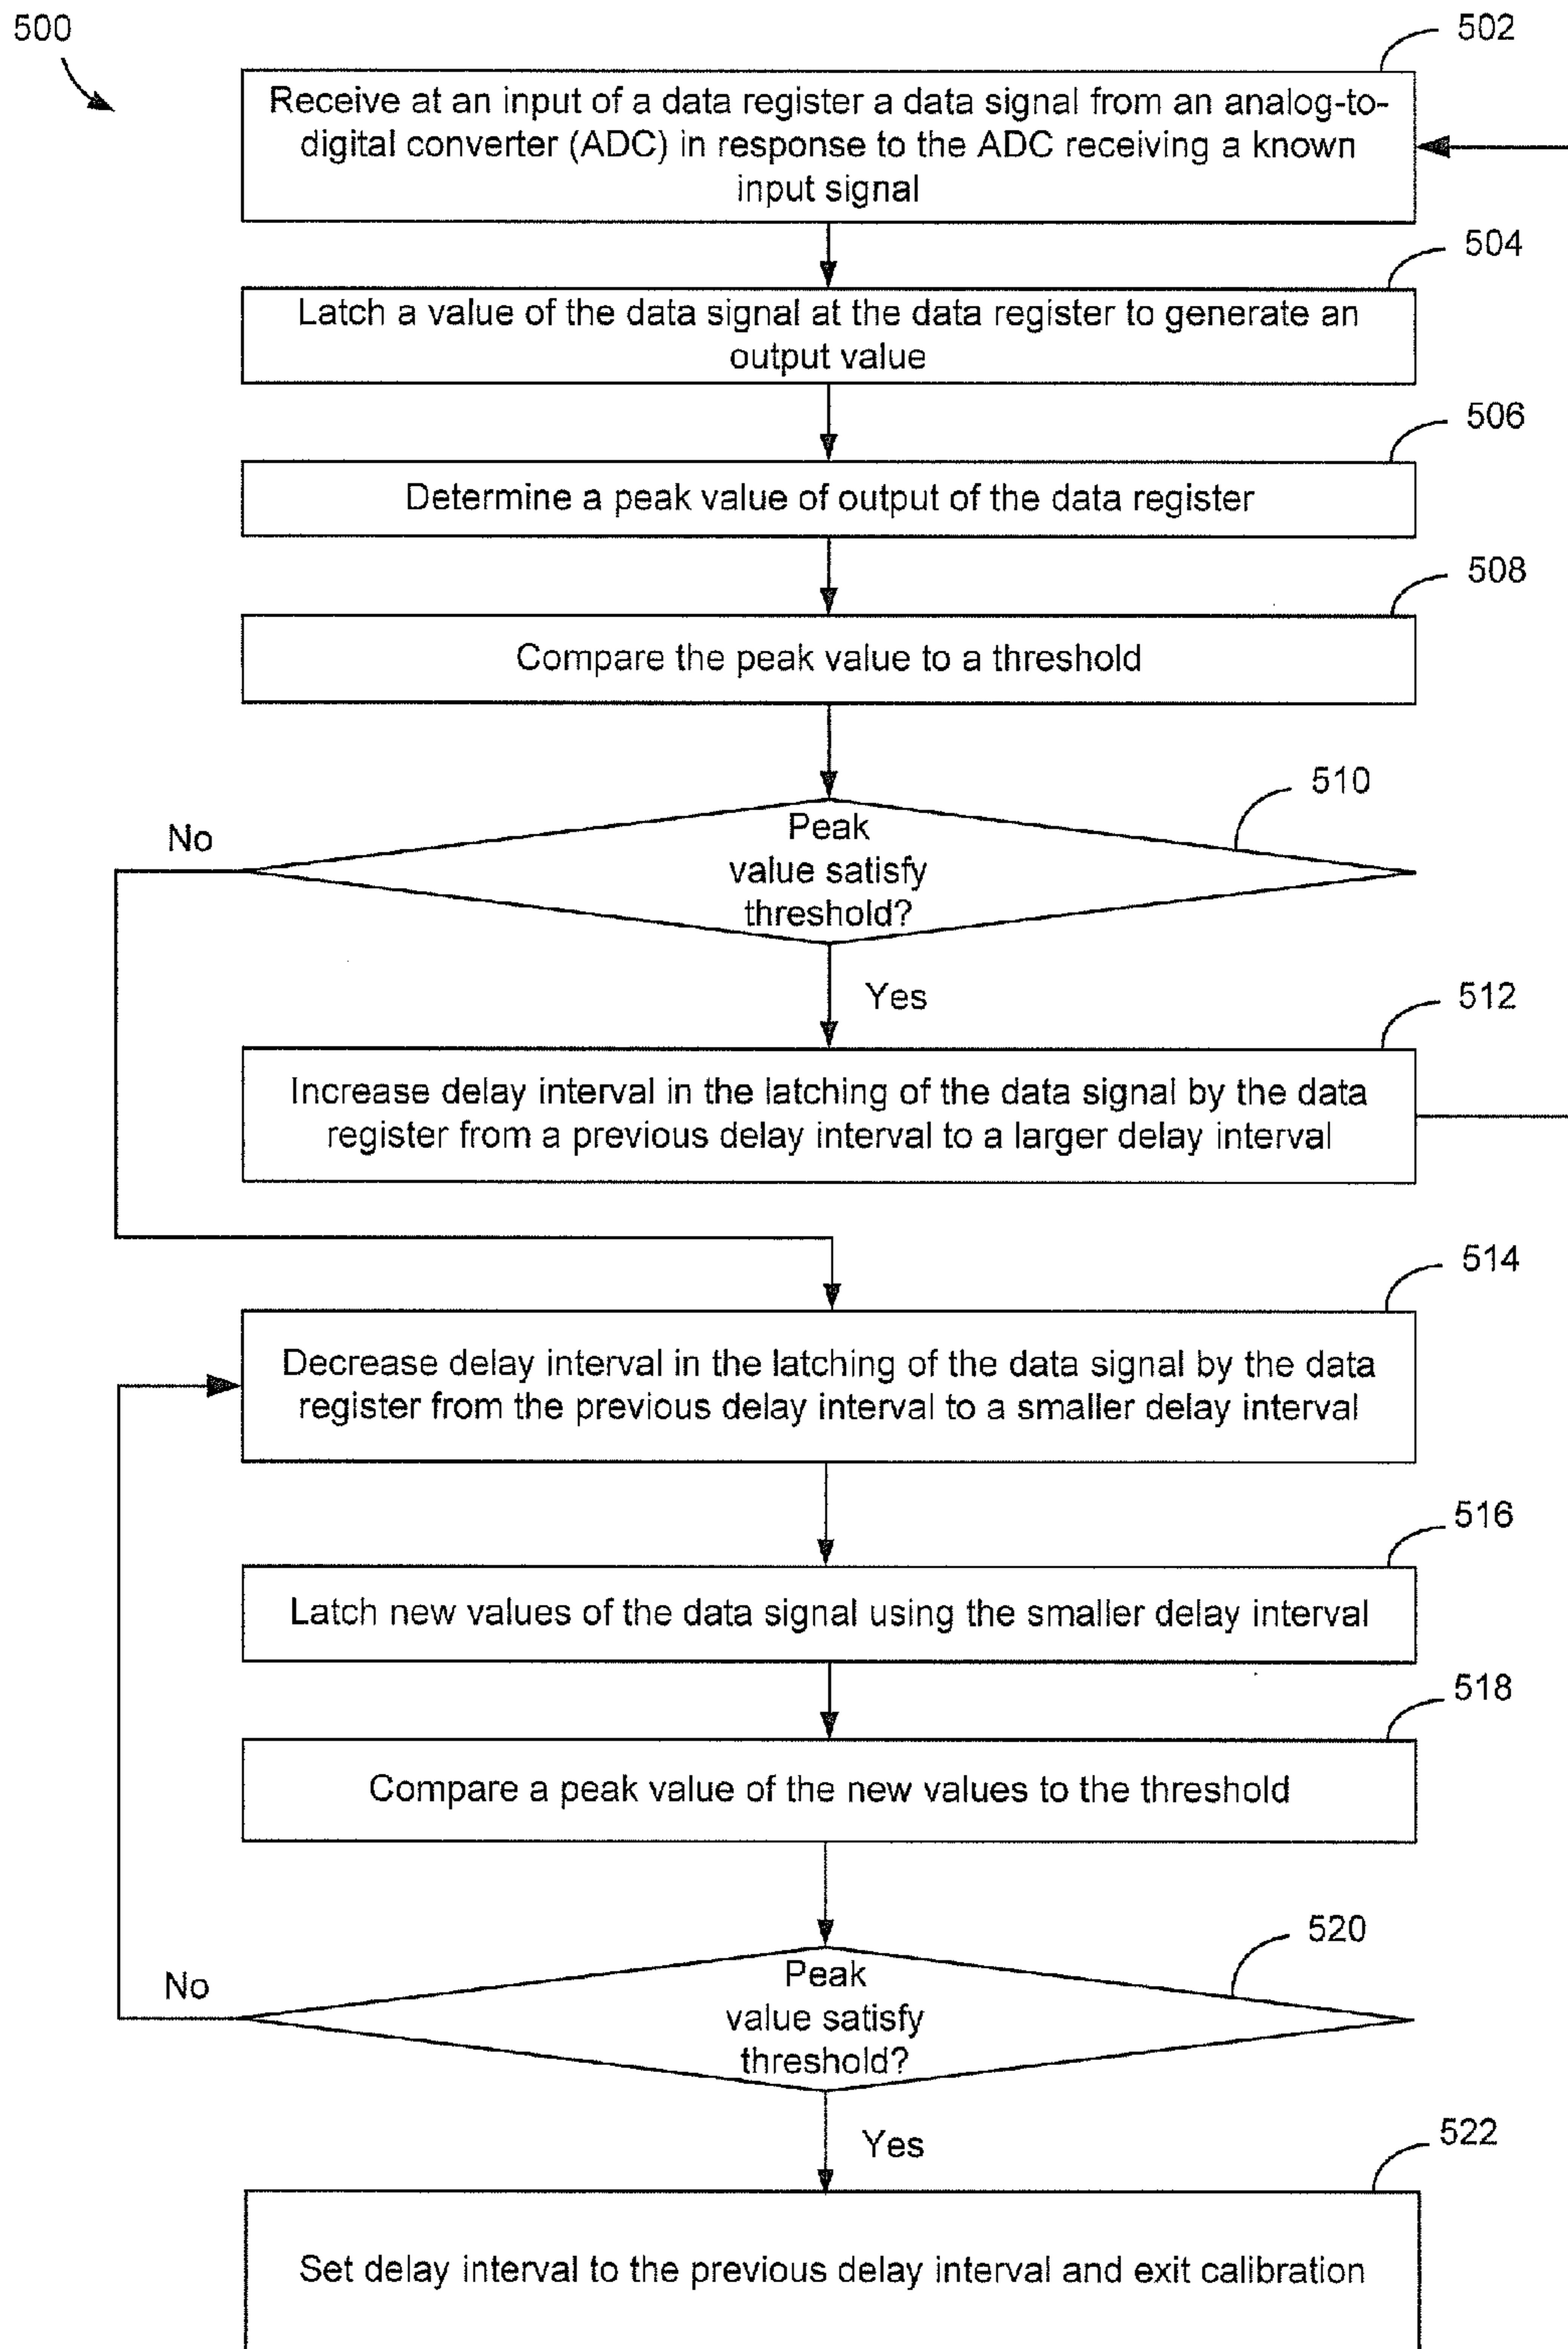 500
502
Receive at an input of a data register a data signal from an analog-to-
digital converter (ADC) in response to the ADC receiving a known
input signal
504
Latch a value of the data signal at the data register to generate an
output value
506
Determine a peak value of output of the data register
508
Compare the peak value to a threshold
510
No
Peak
value satisfy
threshold?
Yes
512
Increase delay interval in the latching of the data signal by the data
register from a previous delay interval to a larger delay interval
514
Decrease delay interval in the latching of the data signal by the data
register from the previous delay interval to a smaller delay interval
516
Latch new values of the data signal using the smaller delay interval
518
Compare a peak value of the new values to the threshold
520
No
Peak
value satisfy
threshold?
Yes
522
Set delay interval to the previous delay interval and exit calibration